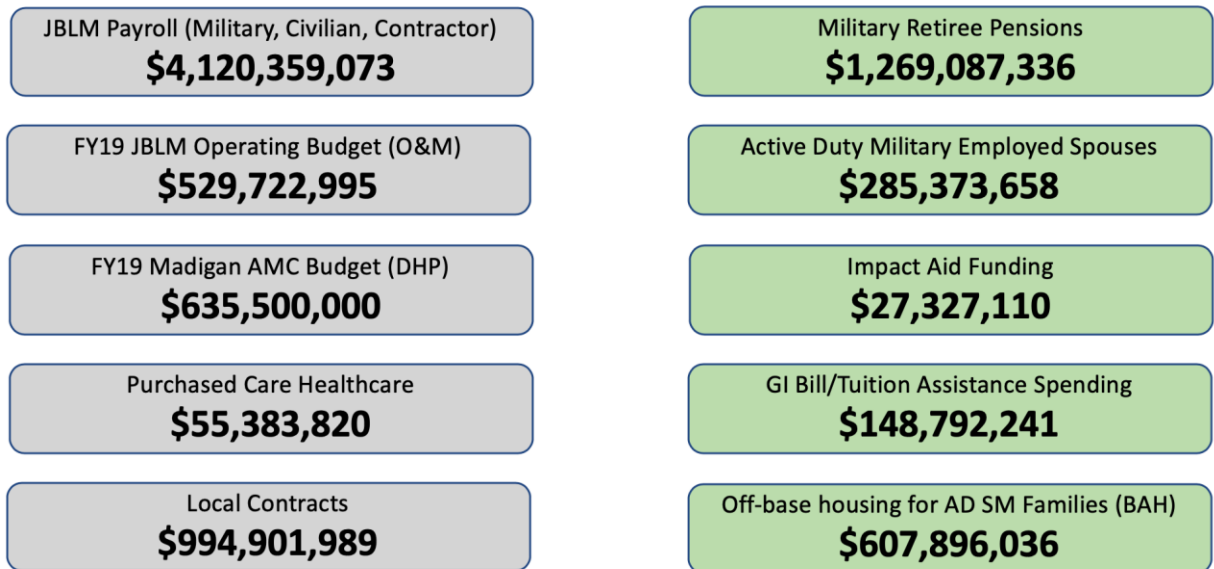 JBLM Payroll (Military, Civilian, Contractor)
$4,120,359,073
FY19 JBLM Operating Budget (O&M)
$529,722,995
FY19 Madigan AMC Budget (DHP)
$635,500,000
Purchased Care Healthcare
$55,383,820
Local Contracts
$994,901,989
Military Retiree Pensions
$1,269,087,336
Active Duty Military Employed Spouses
$285,373,658
Impact Aid Funding
$27,327,110
GI Bill/Tuition Assistance Spending
$148,792,241
Off-base housing for AD SM Families (BAH)
$607,896,036